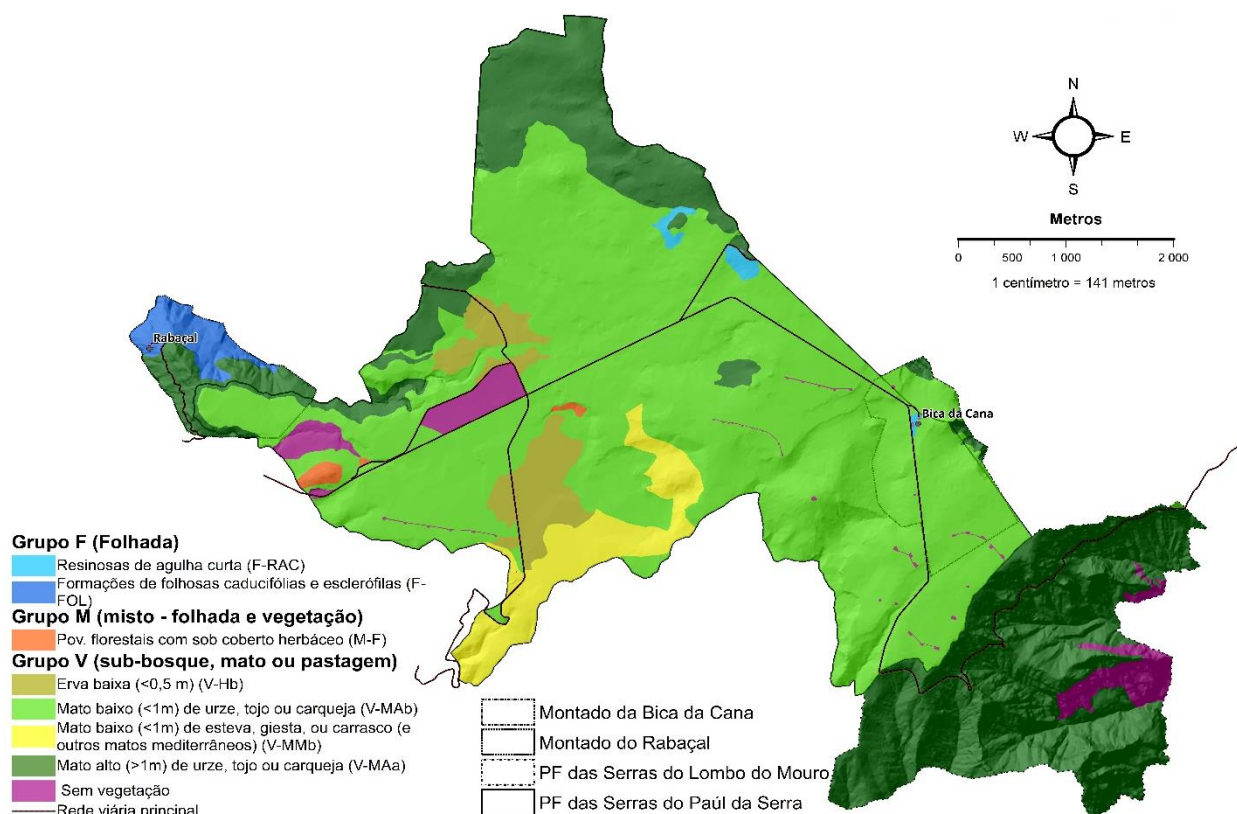 N
W
E
S
Metros
0 500 1 000 2 000
1 centímetro = 141 metros
Rabaçal
Bica da Cana
Grupo F (Folhada)
Resinosas de agulha curta (F-RAC)
Formações de folhosas caducifólias e esclerófilas (F-
FOL)
Grupo M (misto - folhada e vegetação)
Pov. florestais com sob coberto herbáceo (M-F)
Grupo V (sub-bosque, mato ou pastagem)
Erva baixa (<0,5 m) (V-Hb)
Mato baixo (<1m) de urze, tojo ou carqueja (V-MAb)
Mato baixo (<1m) de esteva, giesta, ou carrasco (e
outros matos mediterrâneos) (V-MMb)
Mato alto (>1m) de urze, tojo ou carqueja (V-MAa)
Sem vegetação
Rede viária principal
Montado da Bica da Cana
Montado do Rabaçal
PF das Serras do Lombo do Mouro
PF das Serras do Paúl da Serra